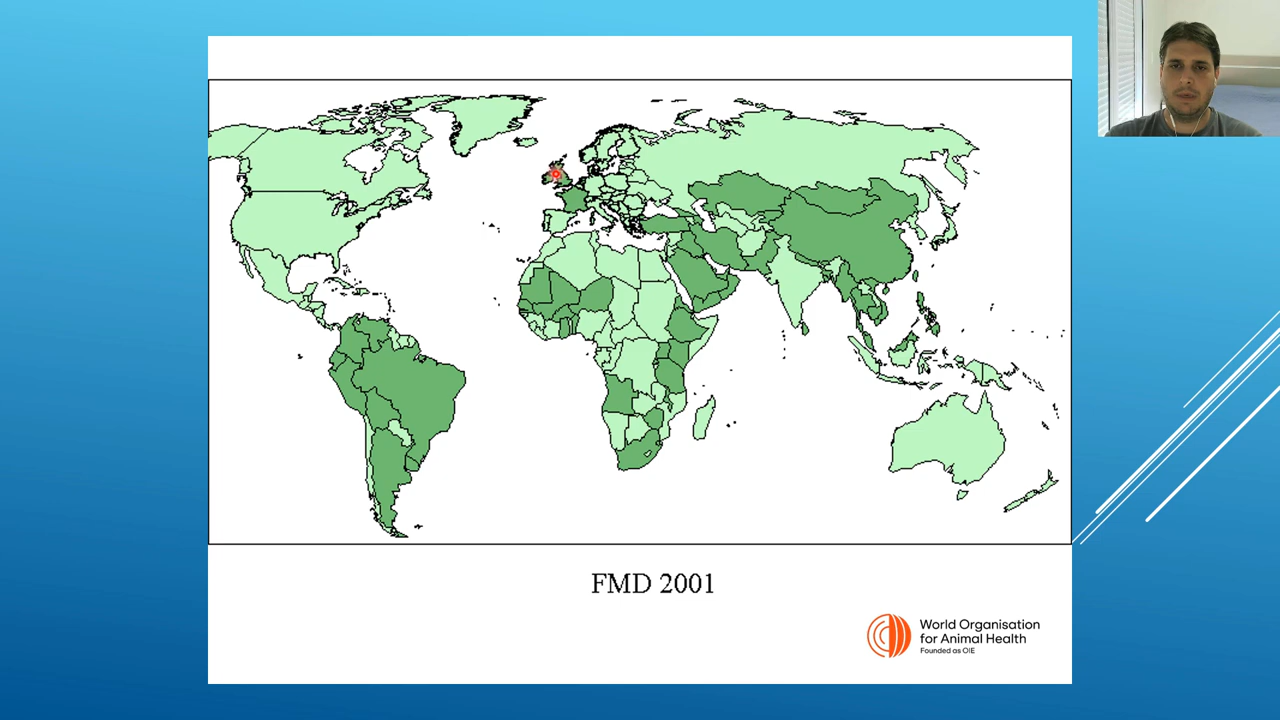 FMD 2001
World Organisation
for Animal Health
Founded as OIE